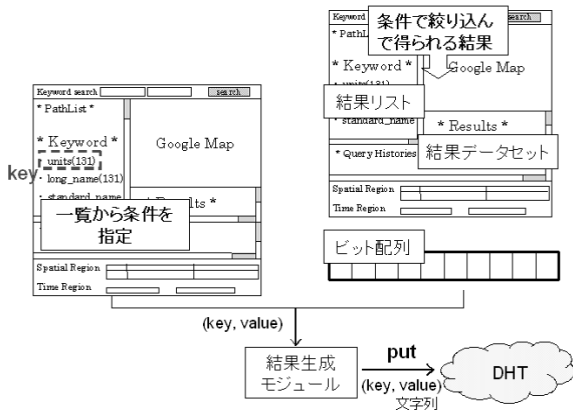 Keyword search
search
* PathList *
* Keyword *
units(131)
key
・long_name(131)
・standard_name
Google Map
一覧から条件を
指定
Spatial Region
Time Region
Keyword
search
条件で絞り込ん
で得られる結果
* Keyword *
Google Map
結果リスト
・standard_name
* Results *
* Query Histories
結果データセット
Spatial Region
Time Region
ビット配列
(key, value)
結果生成
モジュール
put
(key, value)
文字列
DHT